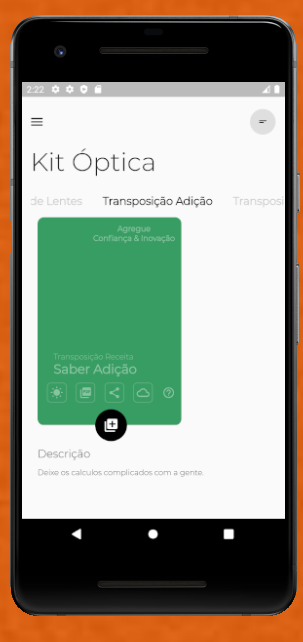 2:22
Kit Óptica
de Lentes Transposição Adição Transposi
Agregue
Confiança & Inovação
Transposição Receita
Saber Adição
Descrição
Deixe os calculos complicados com a gente.